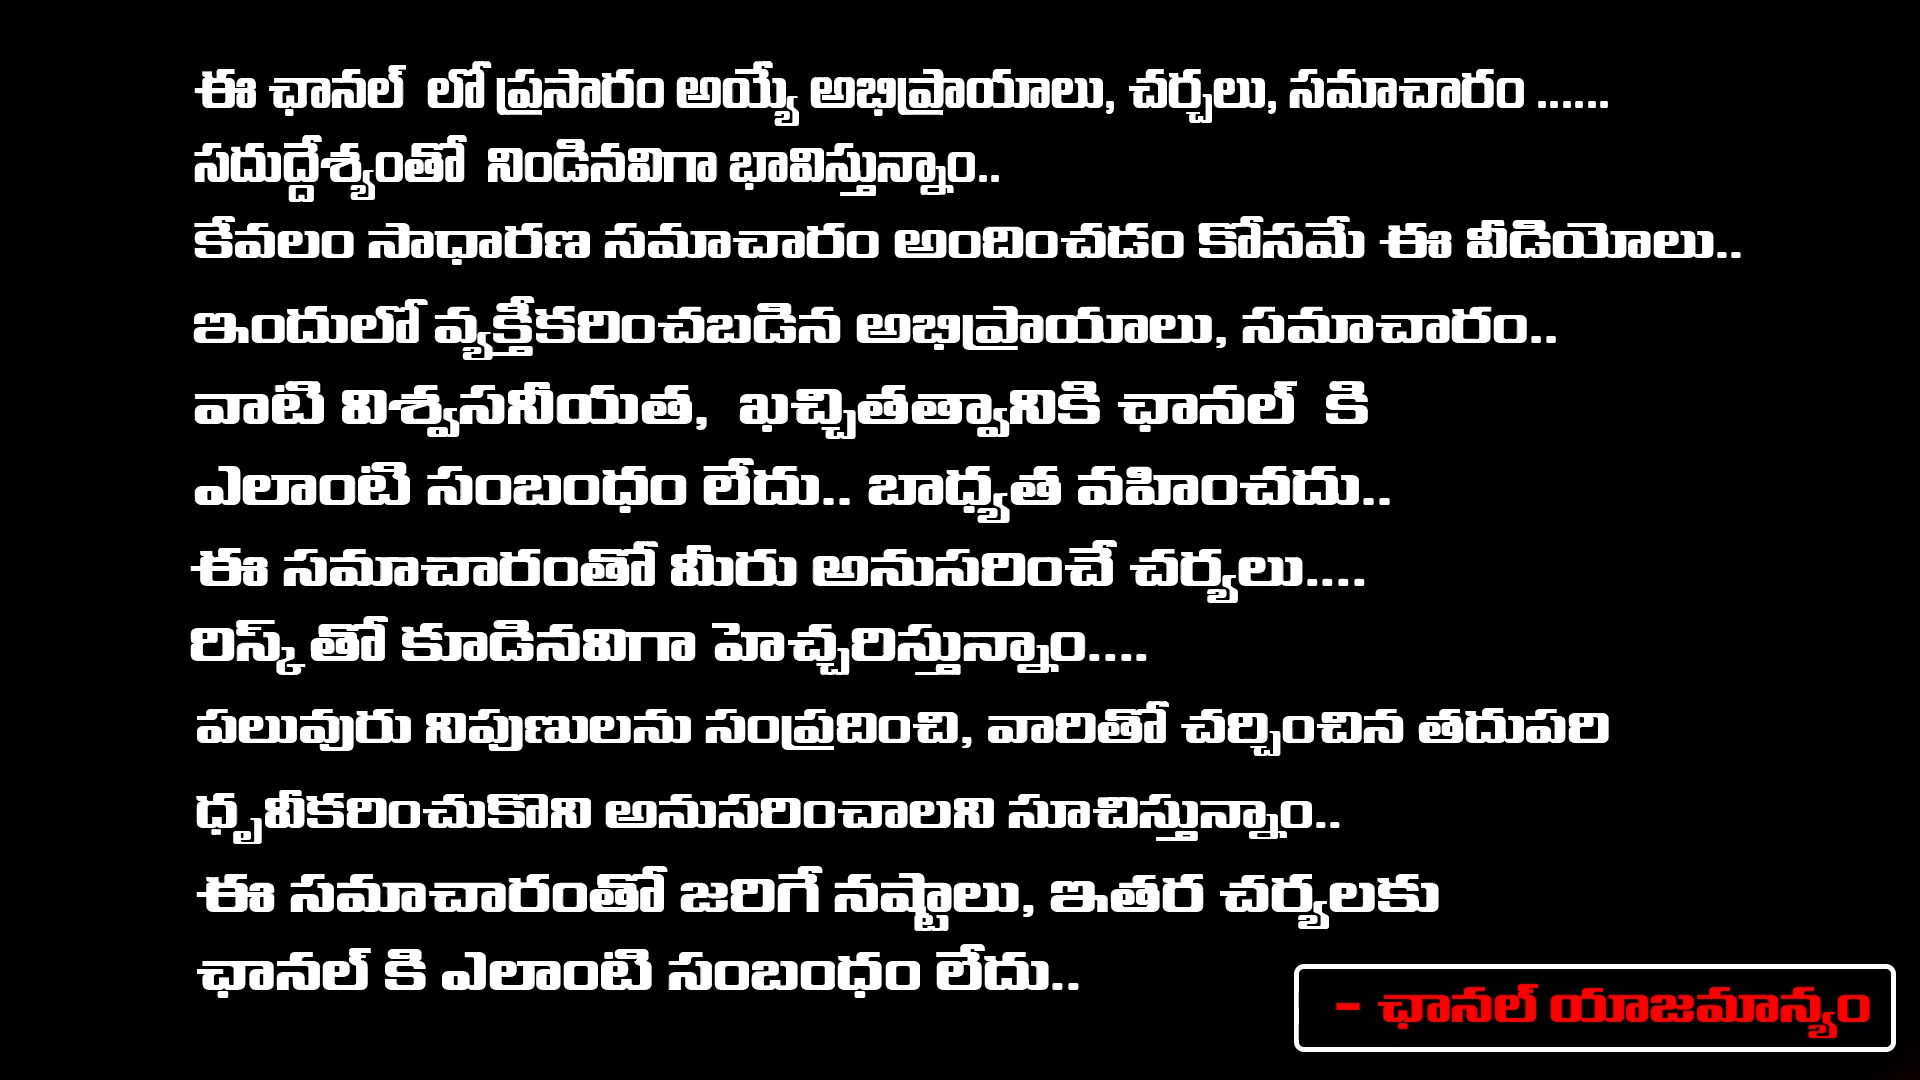 ఈ ఛానల్ లో ప్రసారం అయ్యే అభిప్రాయాలు, చర్చలు, సమాచారం ......
సదుద్దేశ్యంతో నిండినవిగా భావిస్తున్నాం..
కేవలం సాధారణ సమాచారం అందించడం కోసమే ఈ వీడియోలు..
ఇందులో వ్యక్తీకరించబడిన అభిప్రాయాలు, సమాచారం..
వాటి విశ్వసనీయత, ఖచ్చితత్వానికి ఛానల్ కి
ఎలాంటి సంబంధం లేదు.. బాధ్యత వహించదు..
ఈ సమాచారంతో మీరు అనుసరించే చర్యలు....
రిస్క్ తో కూడినవిగా హెచ్చరిస్తున్నాం....
పలువురు నిపుణులను సంప్రదించి, వారితో చర్చించిన తదుపరి
ధృవీకరించుకొని అనుసరించాలని సూచిస్తున్నాం..
ఈ సమాచారంతో జరిగే నష్టాలు, ఇతర చర్యలకు
ఛానల్ కి ఎలాంటి సంబంధం లేదు..
- ఛానల్ యాజమాన్యం